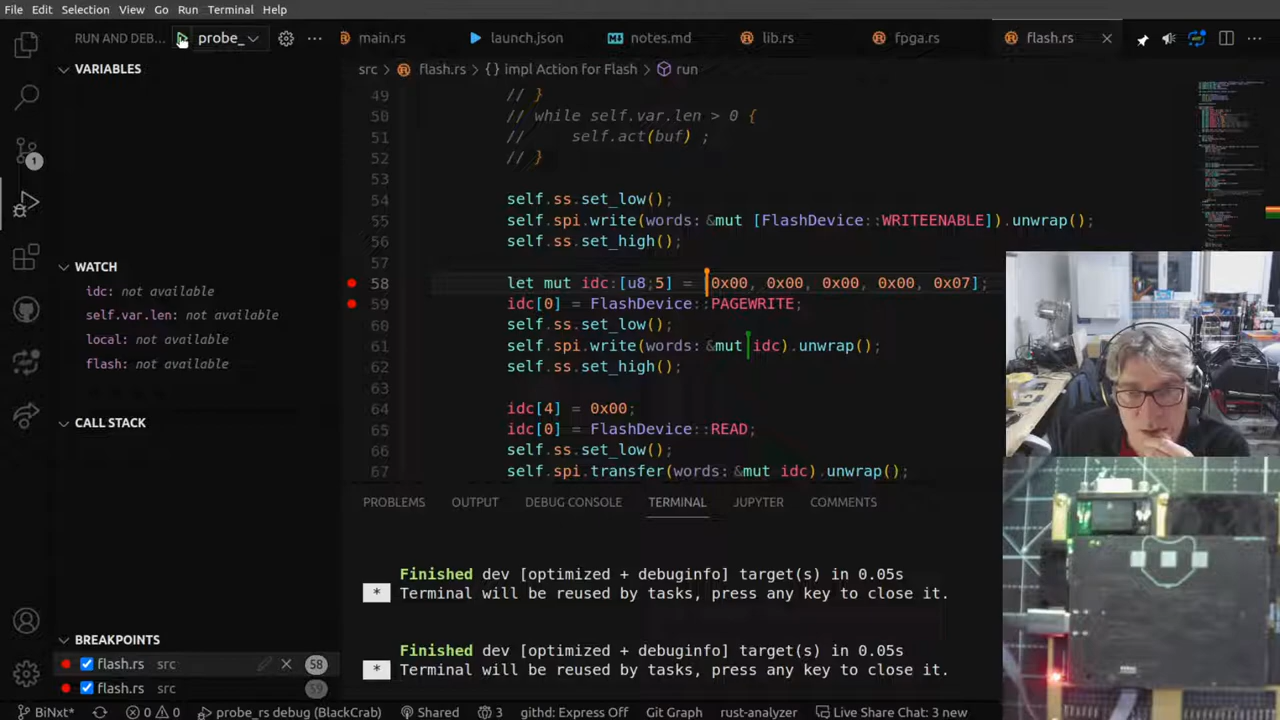 File Edit Selection View Go Run Terminal Help
RUN AND DEB... probe_
main.rs launch.json notes.md lib.rs fpga.rs flash.rs
VARIABLES
src > flash.rs > {} impl Action for Flash > run
49 // }
50 // while self.var.len > 0 {
51 // self.act(buf) ;
52 // }
53
54 self.ss.set_low();
55 self.spi.write(words: &mut [FlashDevice::WRITEENABLE]).unwrap();
56 self.ss.set_high();
57
58 let mut idc:[u8;5] = [0x00, 0x00, 0x00, 0x00, 0x07];
59 idc[0] = FlashDevice::PAGEWRITE;
60 self.ss.set_low();
61 self.spi.write(words: &mut idc).unwrap();
62 self.ss.set_high();
63
64 idc[4] = 0x00;
65 idc[0] = FlashDevice::READ;
66 self.ss.set_low();
67 self.spi.transfer(words: &mut idc).unwrap();
1
WATCH
idc: not available
self.var.len: not available
local: not available
flash: not available
CALL STACK
PROBLEMS OUTPUT DEBUG CONSOLE TERMINAL JUPYTER COMMENTS
Finished dev [optimized + debuginfo] target(s) in 0.05s
* Terminal will be reused by tasks, press any key to close it.
Finished dev [optimized + debuginfo] target(s) in 0.05s
* Terminal will be reused by tasks, press any key to close it.
BREAKPOINTS
flash.rs src 58
flash.rs src 59
BiNxt* 0 0 probe_rs debug (BlackCrab) Shared 3 githd: Express Off Git Graph rust-analyzer Live Share Chat: 3 new